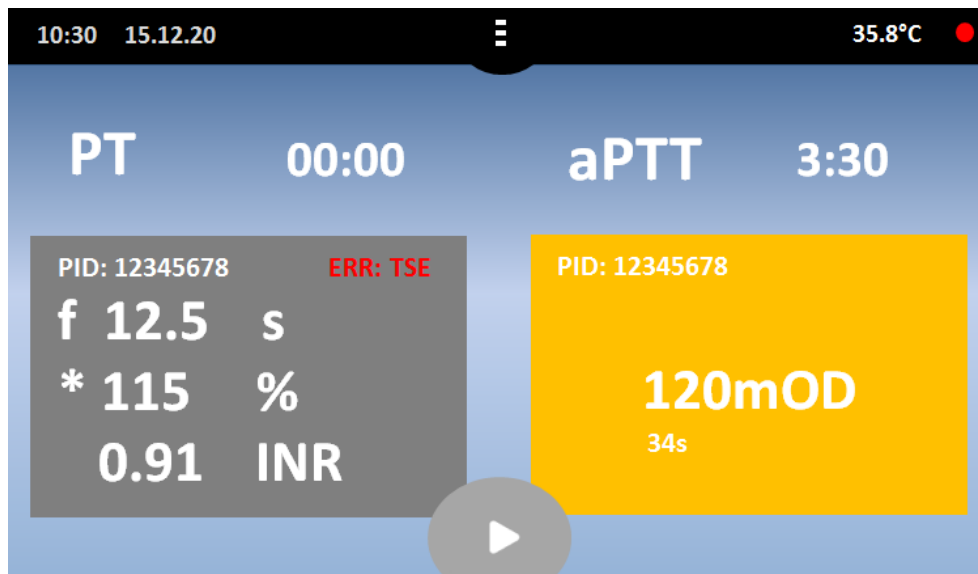 10:30 15.12.20 35.8°C
PT 00:00 aPTT 3:30
PID: 12345678 ERR: TSE
f 12.5 s
* 115 %
0.91 INR
PID: 12345678
120mOD
34s